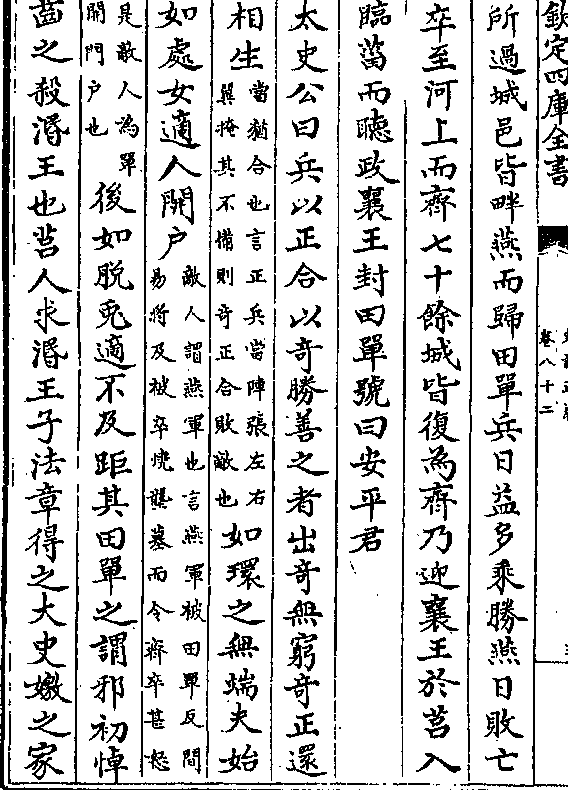 欽定四庫全書
卷八十二
所過城邑皆畔燕而歸田單兵日益多乘勝燕日敗亡
卒至河上而齊七十餘城皆復為齊乃迎襄王於莒入
臨菑而聽政襄王封田單號曰安平君
太史公曰兵以正合以奇勝善之者出奇無窮奇正還
相生當猶合也言正兵當陣張左右翼掩其不備則奇正合敗敵也如環之無端夫始
如處女適人開户敵人謂燕軍也言燕軍被田單反間易將及被卒燒壟墓而令齊卒甚怒
是敵人為單開門户也後如脱兎適不及距其田單之謂邪初悼
齒之殺湣王也莒人求湣王子法章得之大史嬓之家